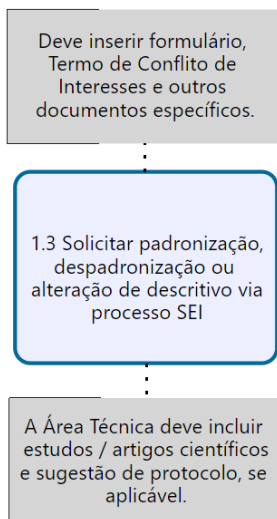 Deve inserir formulário,
Termo de Conflito de
Interesses e outros
documentos específicos.
1.3 Solicitar padronização,
despadronização ou
alteração de descritivo via
processo SEI
A Área Técnica deve incluir
estudos / artigos científicos
e sugestão de protocolo, se
aplicável.